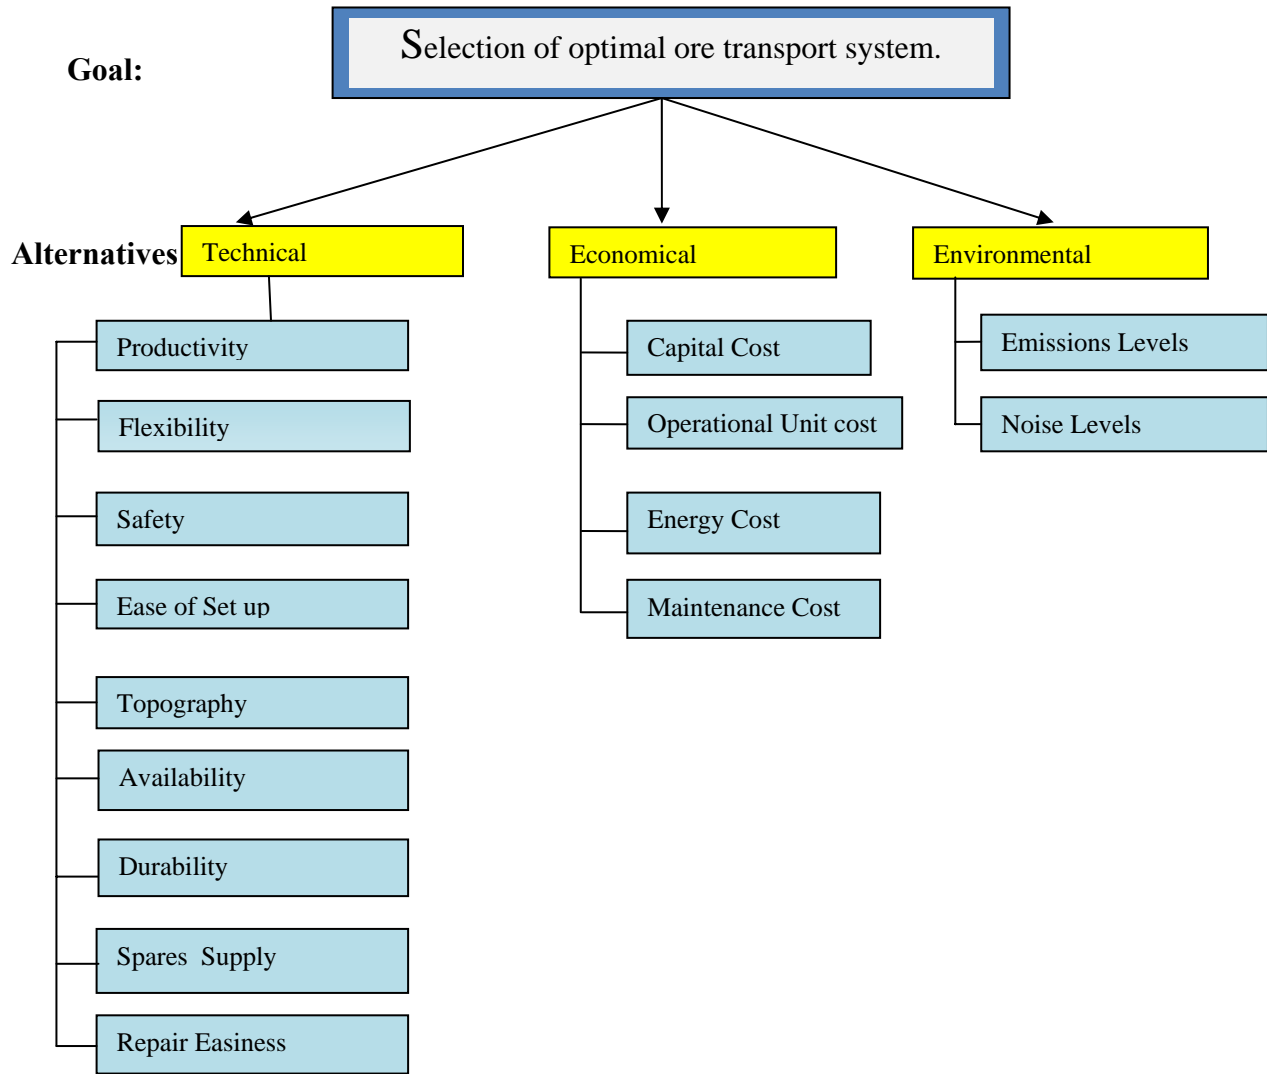 Selection of optimal ore transport system.
Goal:
Alternatives
Technical
Economical
Environmental
Productivity
Flexibility
Safety
Ease of Set up
Topography
Availability
Durability
Spares  Supply
Repair Easiness
Capital Cost
Operational Unit cost
Energy Cost
Maintenance Cost
Emissions Levels
Noise Levels